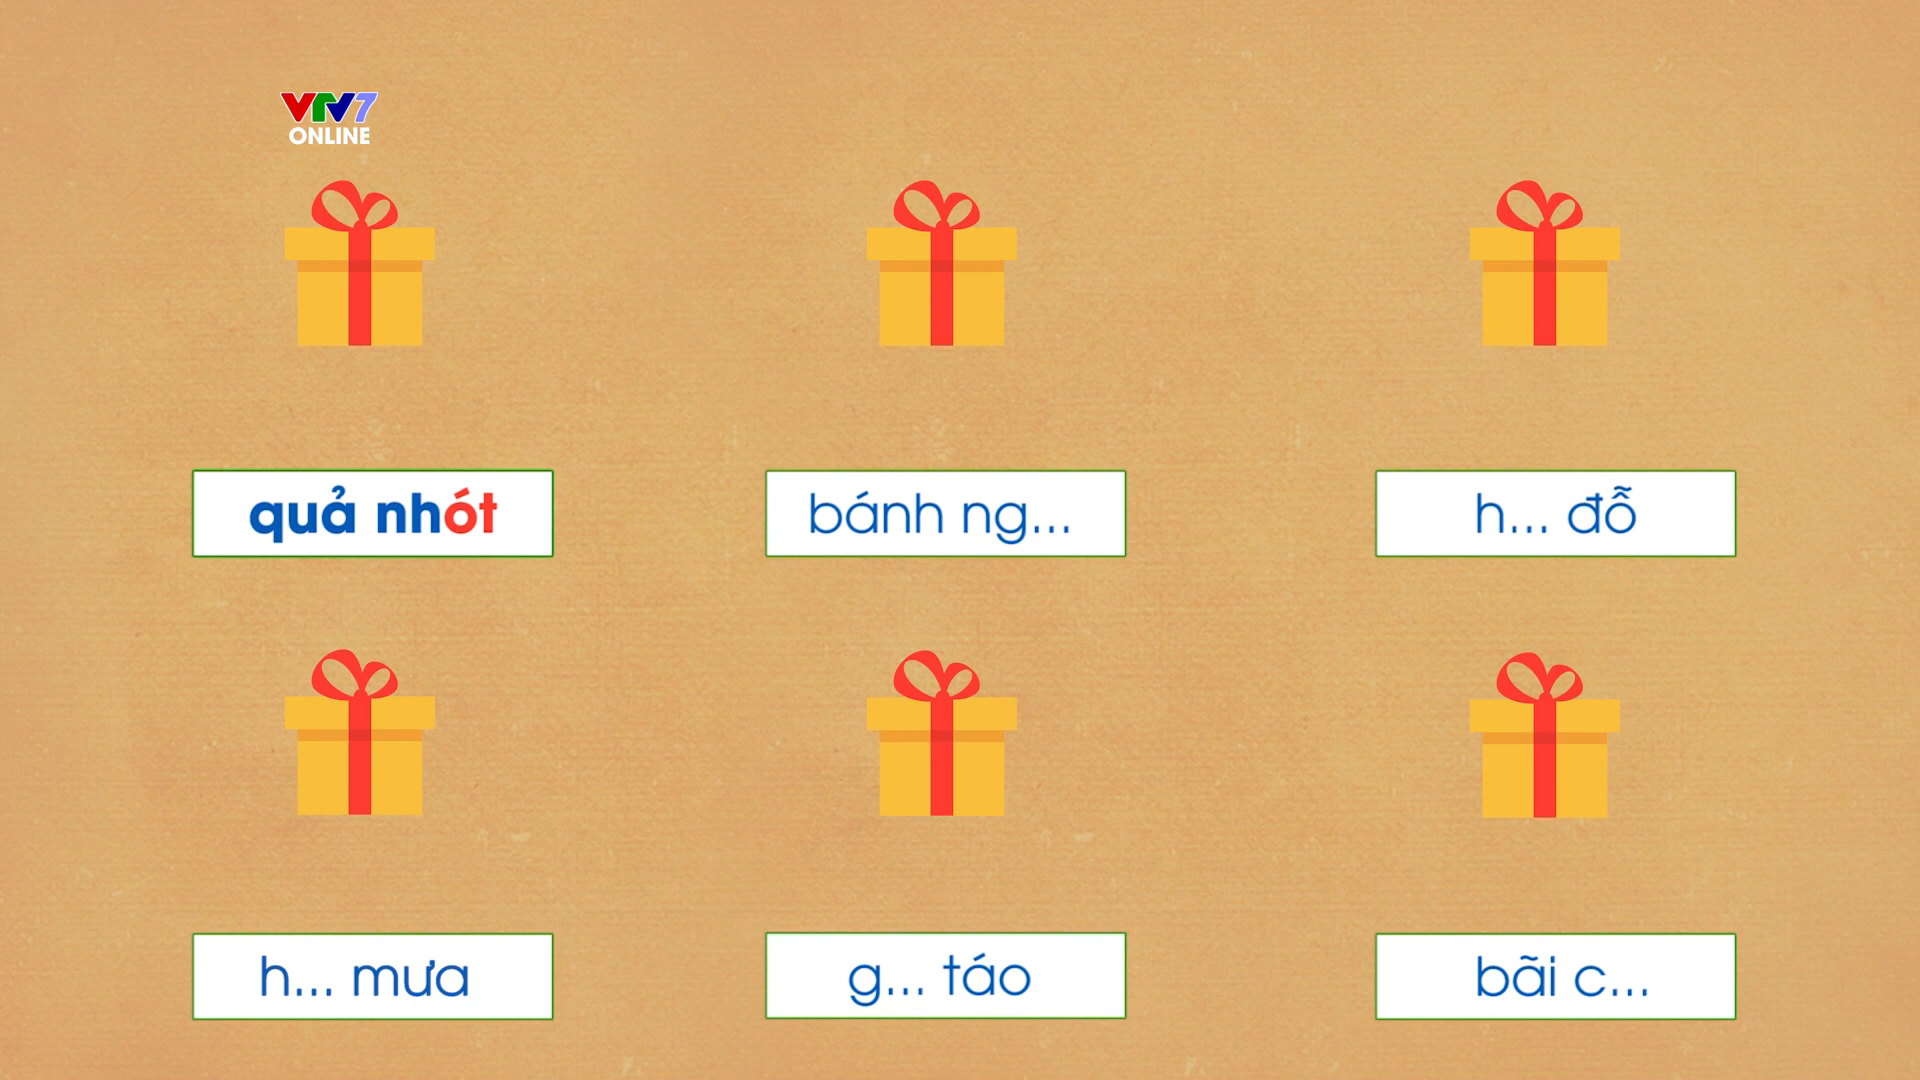 VTV7
ONLINE
quả nhót
bánh ng...
h... đỗ
h... mưa
g... táo
bãi c...